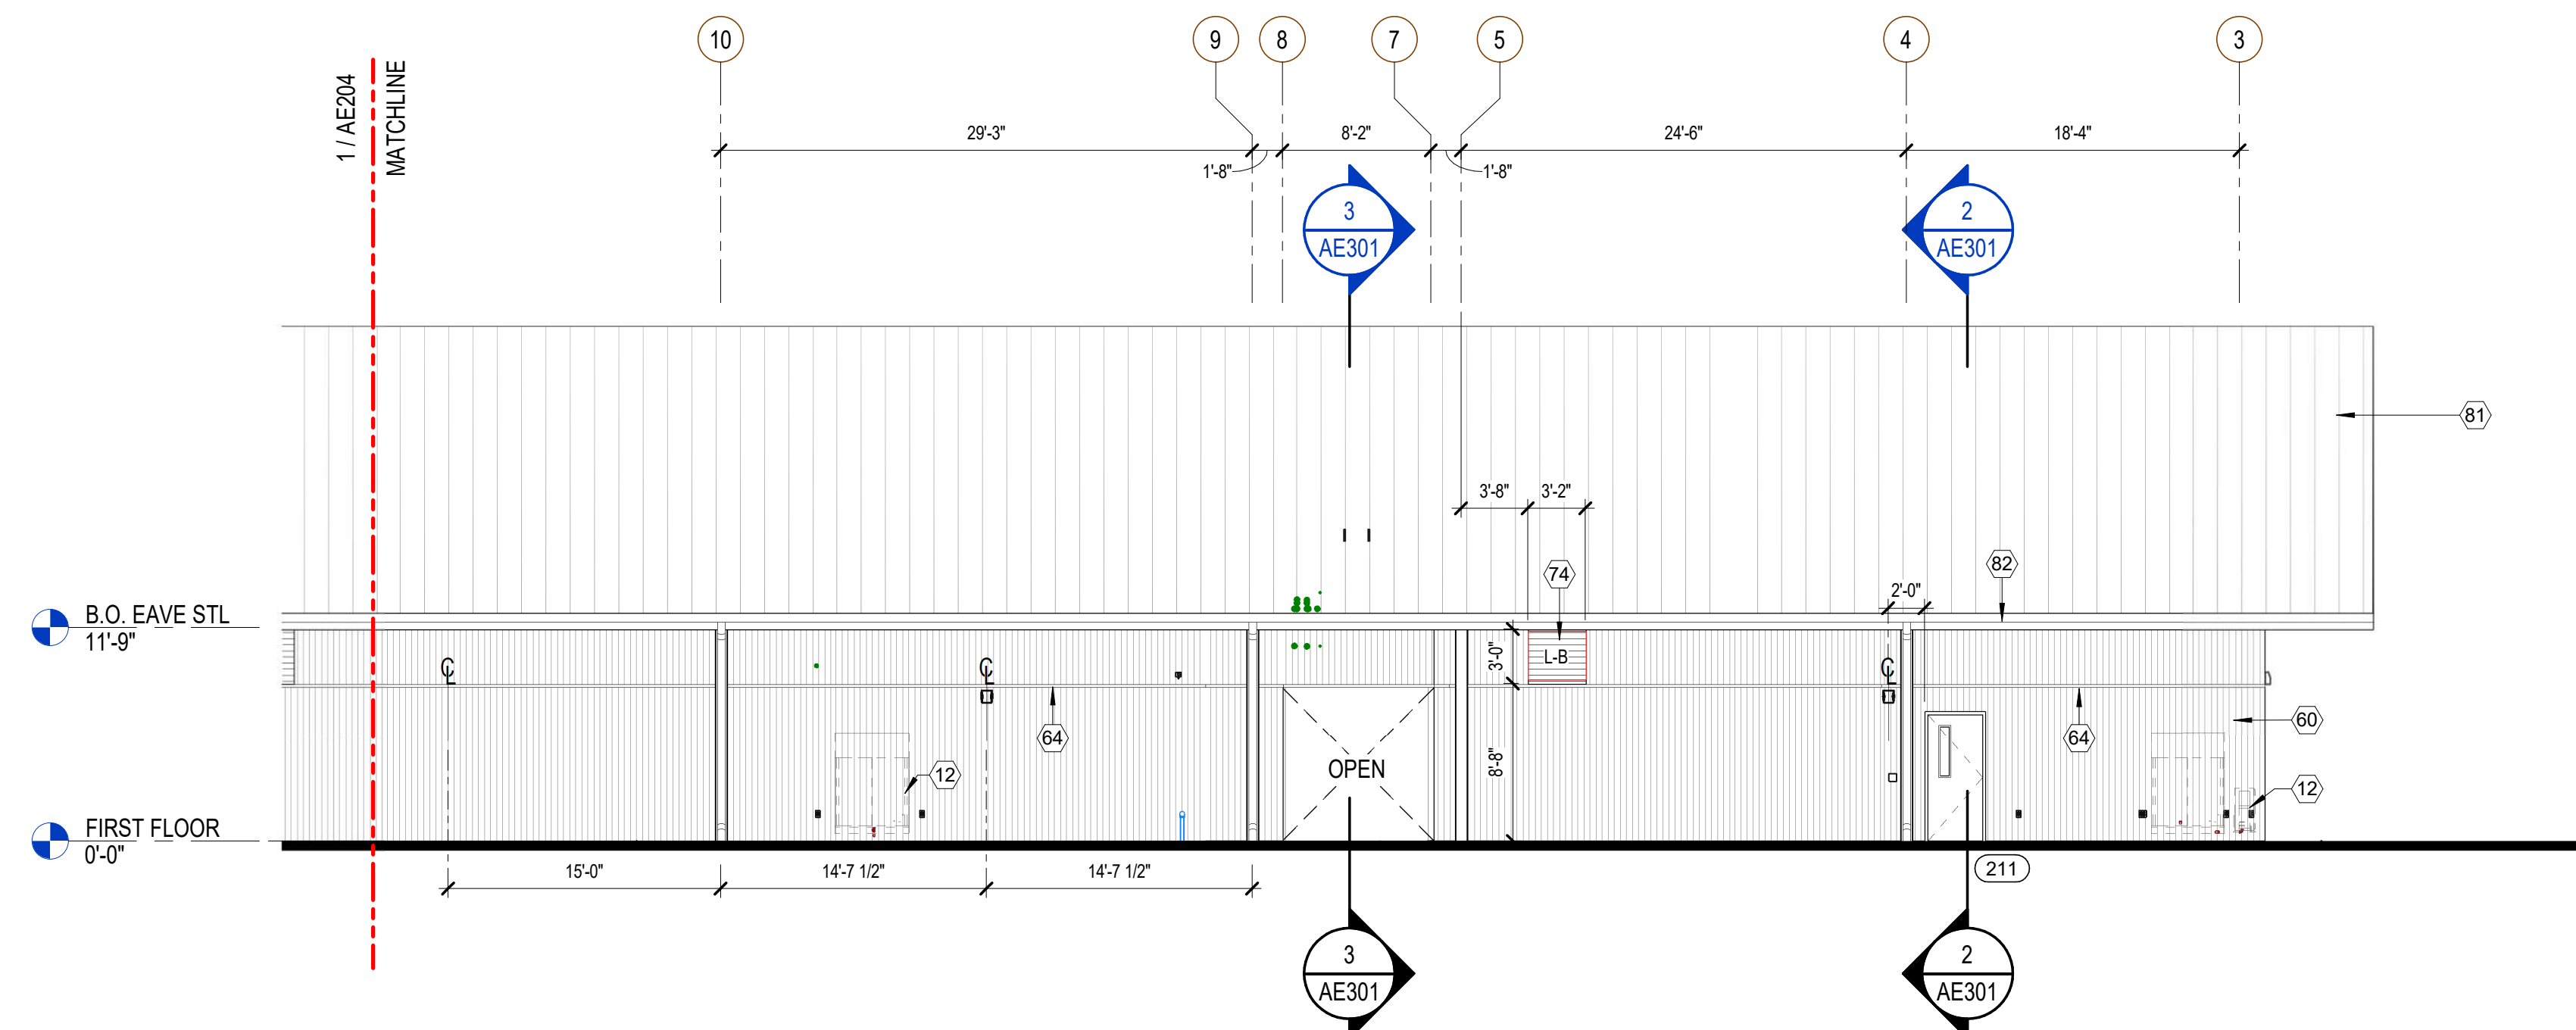 10
9
8
7
5
4
3
1 / AE204
MATCHLINE
29'-3"
8'-2"
24'-6"
18'-4"
1'-8"
1'-8"
3
AE301
2
AE301
81
3'-8"
3'-2"
74
82
2'-0"
B.O. EAVE STL
11'-9"
CL
CL
3'-0"
L-B
CL
64
60
64
12
OPEN
8'-8"
12
FIRST FLOOR
0'-0"
15'-0"
14'-7 1/2"
14'-7 1/2"
211
3
AE301
2
AE301